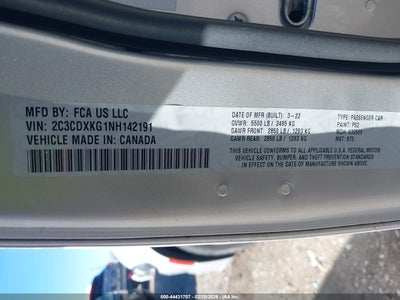 MFD BY: FCA US LLC
VIN: 2C3CDXKG1NH142191
VEHICLE MADE IN: CANADA
DATE OF MFR (BUILT): 3-22
GVWR: 5500 LB / 2495 KG
GAWR FRONT: 2850 LB / 1293 KG
GAWR REAR: 2850 LB / 1293 KG
TYPE: PASSENGER CAR
PAINT: PS2
THIS VEHICLE CONFORMS TO ALL APPLICABLE U.S.A. FEDERAL MOTOR
VEHICLE SAFETY, BUMPER, AND THEFT PREVENTION STANDARDS
IN EFFECT ON THE DATE OF MANUFACTURE SHOWN ABOVE.